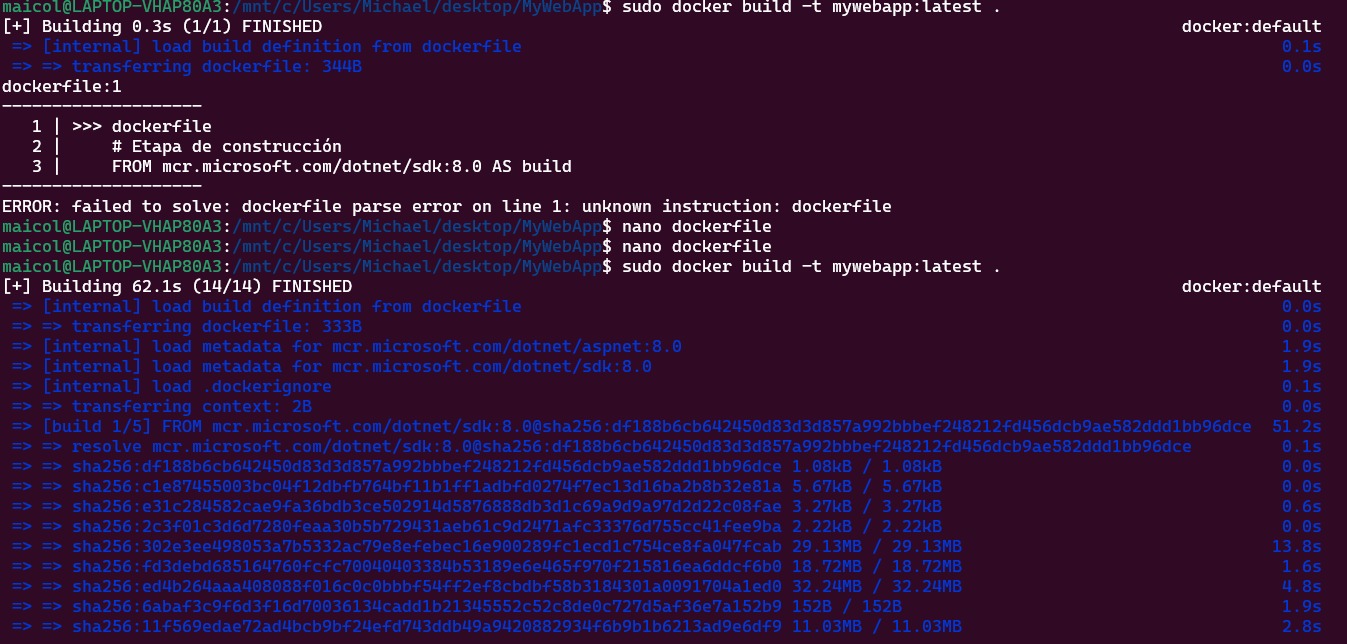 maicol@LAPTOP-VHAP80A3:/mnt/c/Users/Michael/desktop/MyWebApp$ sudo docker build -t mywebapp:latest .
[+] Building 0.3s (1/1) FINISHED docker:default
=> [internal] load build definition from dockerfile 0.1s
=> => transferring dockerfile: 344B 0.0s
dockerfile:1
--------------------
1 | >>> dockerfile
2 | # Etapa de construcción
3 | FROM mcr.microsoft.com/dotnet/sdk:8.0 AS build
--------------------
ERROR: failed to solve: dockerfile parse error on line 1: unknown instruction: dockerfile
maicol@LAPTOP-VHAP80A3:/mnt/c/Users/Michael/desktop/MyWebApp$ nano dockerfile
maicol@LAPTOP-VHAP80A3:/mnt/c/Users/Michael/desktop/MyWebApp$ nano dockerfile
maicol@LAPTOP-VHAP80A3:/mnt/c/Users/Michael/desktop/MyWebApp$ sudo docker build -t mywebapp:latest .
[+] Building 62.1s (14/14) FINISHED docker:default
=> [internal] load build definition from dockerfile 0.0s
=> => transferring dockerfile: 333B 0.0s
=> [internal] load metadata for mcr.microsoft.com/dotnet/aspnet:8.0 1.9s
=> [internal] load metadata for mcr.microsoft.com/dotnet/sdk:8.0 1.9s
=> [internal] load .dockerignore 0.1s
=> => transferring context: 2B 0.0s
=> [build 1/5] FROM mcr.microsoft.com/dotnet/sdk:8.0@sha256:df188b6cb642450d83d3d857a992bbbef248212fd456dcb9ae582ddd1bb96dce 51.2s
=> => resolve mcr.microsoft.com/dotnet/sdk:8.0@sha256:df188b6cb642450d83d3d857a992bbbef248212fd456dcb9ae582ddd1bb96dce 0.1s
=> => sha256:df188b6cb642450d83d3d857a992bbbef248212fd456dcb9ae582ddd1bb96dce 1.08kB / 1.08kB 0.0s
=> => sha256:c1e87455003bc04f12dbfb764bf11b1ff1adbfd0274f7ec13d16ba2b8b32e81a 5.67kB / 5.67kB 0.0s
=> => sha256:e31c284582cae9fa36bdb3ce502914d5876888db3d1c69a9d9a97d2d22c08fae 3.27kB / 3.27kB 0.6s
=> => sha256:2c3f01c3d6d7280feaa30b5b729431aeb61c9d2471afc33376d755cc41fee9ba 2.22kB / 2.22kB 0.0s
=> => sha256:302e3ee498053a7b5332ac79e8efebec16e900289fc1ecd1c754ce8fa047fcab 29.13MB / 29.13MB 13.8s
=> => sha256:fd3debd685164760fcfc70040403384b53189e6e465f970f215816ea6ddcf6b0 18.72MB / 18.72MB 1.6s
=> => sha256:ed4b264aaa408088f016c0c0bbbf54ff2ef8cbdbf58b3184301a0091704a1ed0 32.24MB / 32.24MB 4.8s
=> => sha256:6abaf3c9f6d3f16d70036134cadd1b21345552c52c8de0c727d5af36e7a152b9 152B / 152B 1.9s
=> => sha256:11f569edae72ad4bcb9bf24efd743ddb49a9420882934f6b9b1b6213ad9e6df9 11.03MB / 11.03MB 2.8s